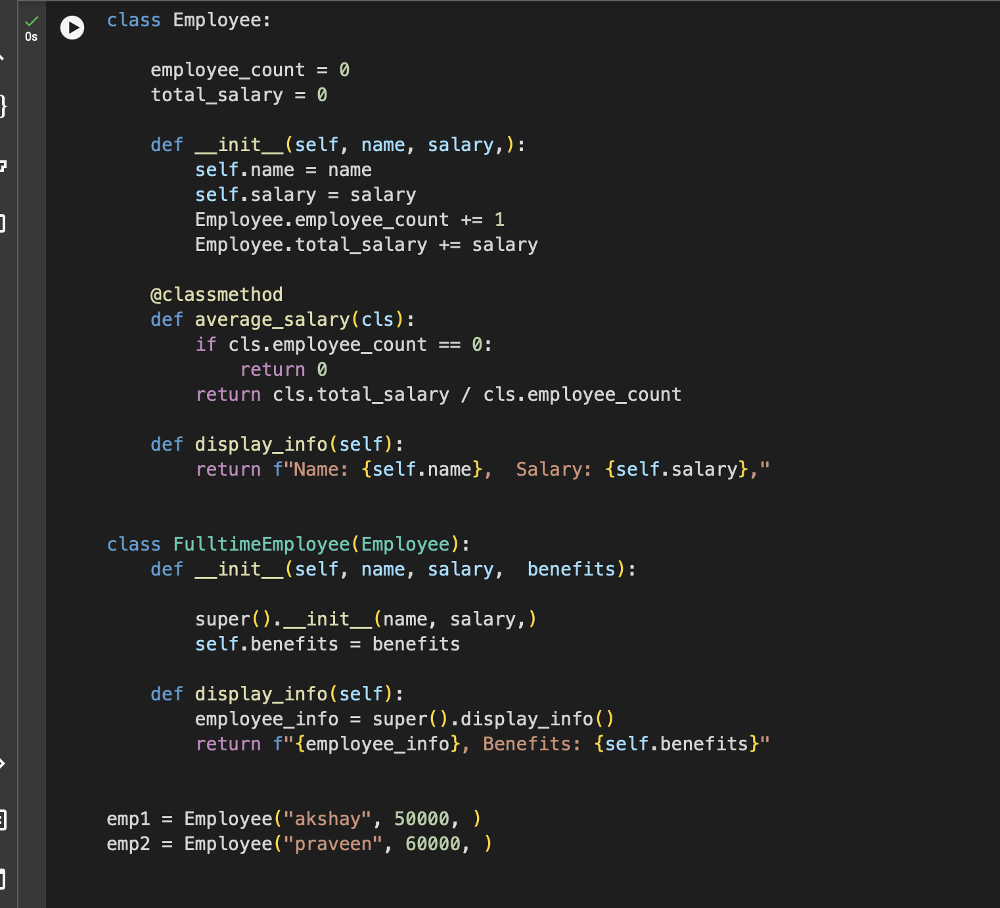 0s
class Employee:
    employee_count = 0
    total_salary = 0
    def __init__(self, name, salary,):
        self.name = name
        self.salary = salary
        Employee.employee_count += 1
        Employee.total_salary += salary
    @classmethod
    def average_salary(cls):
        if cls.employee_count == 0:
            return 0
        return cls.total_salary / cls.employee_count
    def display_info(self):
        return f"Name: {self.name},  Salary: {self.salary},"
class FulltimeEmployee(Employee):
    def __init__(self, name, salary,  benefits):
        super().__init__(name, salary,)
        self.benefits = benefits
    def display_info(self):
        employee_info = super().display_info()
        return f"{employee_info}, Benefits: {self.benefits}"
emp1 = Employee("akshay", 50000, )
emp2 = Employee("praveen", 60000, )